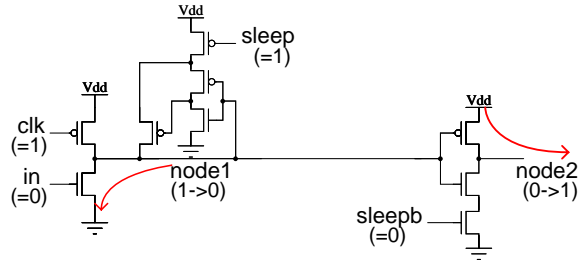 Vdd
sleep
(=1)
Vdd
Vdd
clk
(=1)
in
(=0)
node1
(1->0)
node2
(0->1)
sleepb
(=0)